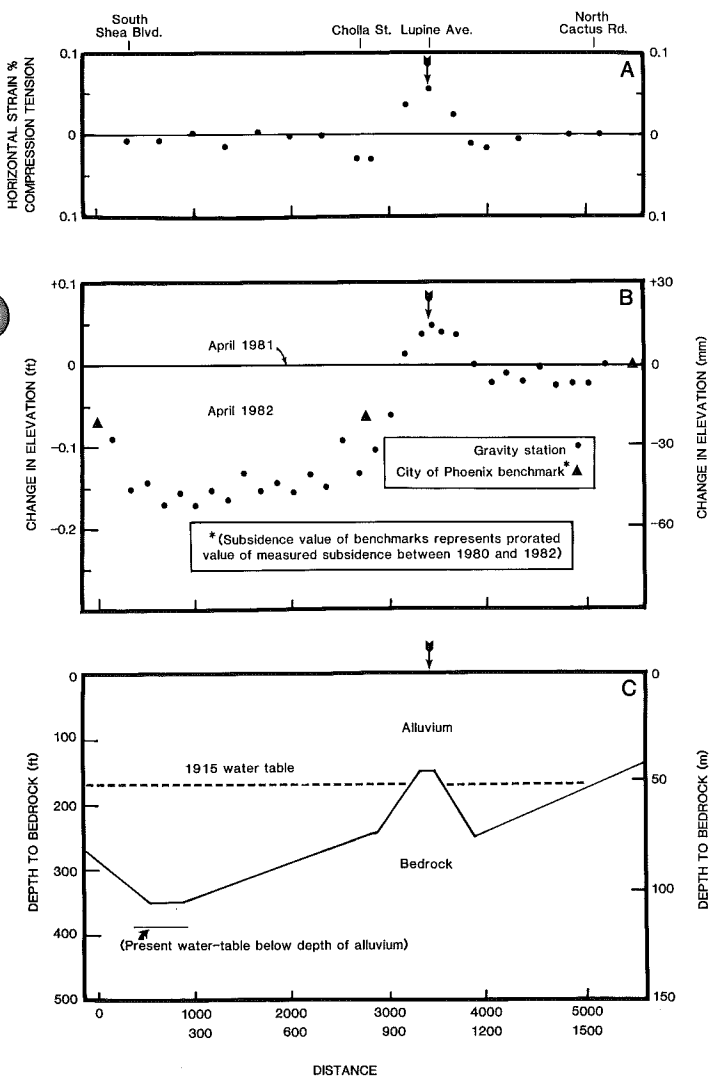 South
Shea Blvd.
Cholla St.
Lupine Ave.
North
Cactus Rd.
HORIZONTAL STRAIN %
COMPRESSION TENSION
0.1
0
0.1
A
0.1
0
0.1
CHANGE IN ELEVATION (ft)
+0.1
0
−0.1
−0.2
B
April 1981
April 1982
Gravity station
City of Phoenix benchmark*
*(Subsidence value of benchmarks represents prorated
value of measured subsidence between 1980 and 1982)
+30
0
−30
−60
CHANGE IN ELEVATION (mm)
DEPTH TO BEDROCK (ft)
0
100
200
300
400
500
C
Alluvium
1915 water table
Bedrock
(Present water-table below depth of alluvium)
0
50
100
150
DEPTH TO BEDROCK (m)
0 1000 2000 3000 4000 5000
300 600 900 1200 1500
DISTANCE